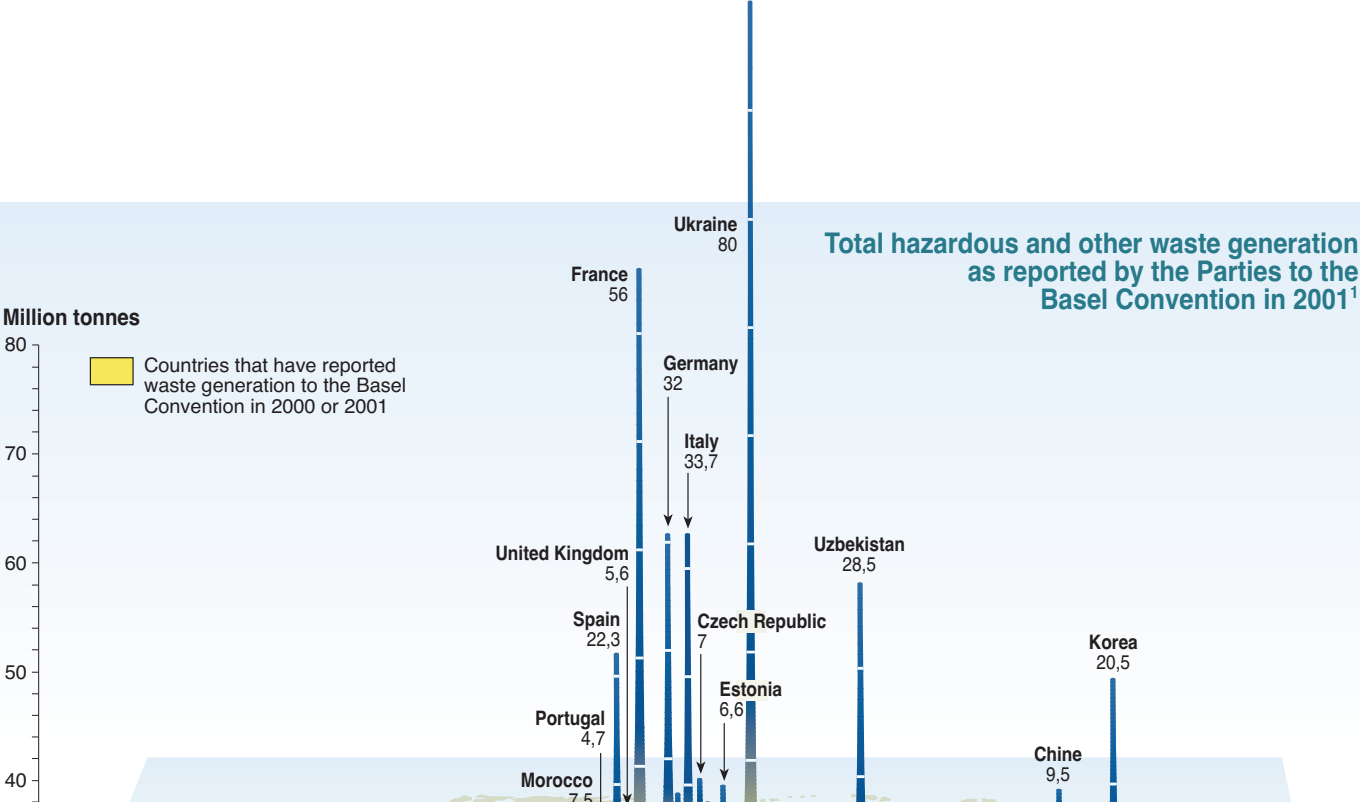 Total hazardous and other waste generation
as reported by the Parties to the
Basel Convention in 2001¹
Million tonnes
80
70
60
50
40
Countries that have reported
waste generation to the Basel
Convention in 2000 or 2001
Ukraine
80
France
56
Germany
32
Italy
33,7
United Kingdom
5,6
Uzbekistan
28,5
Spain
22,3
Czech Republic
7
Korea
20,5
Estonia
6,6
Portugal
4,7
Chine
9,5
Morocco
7,5